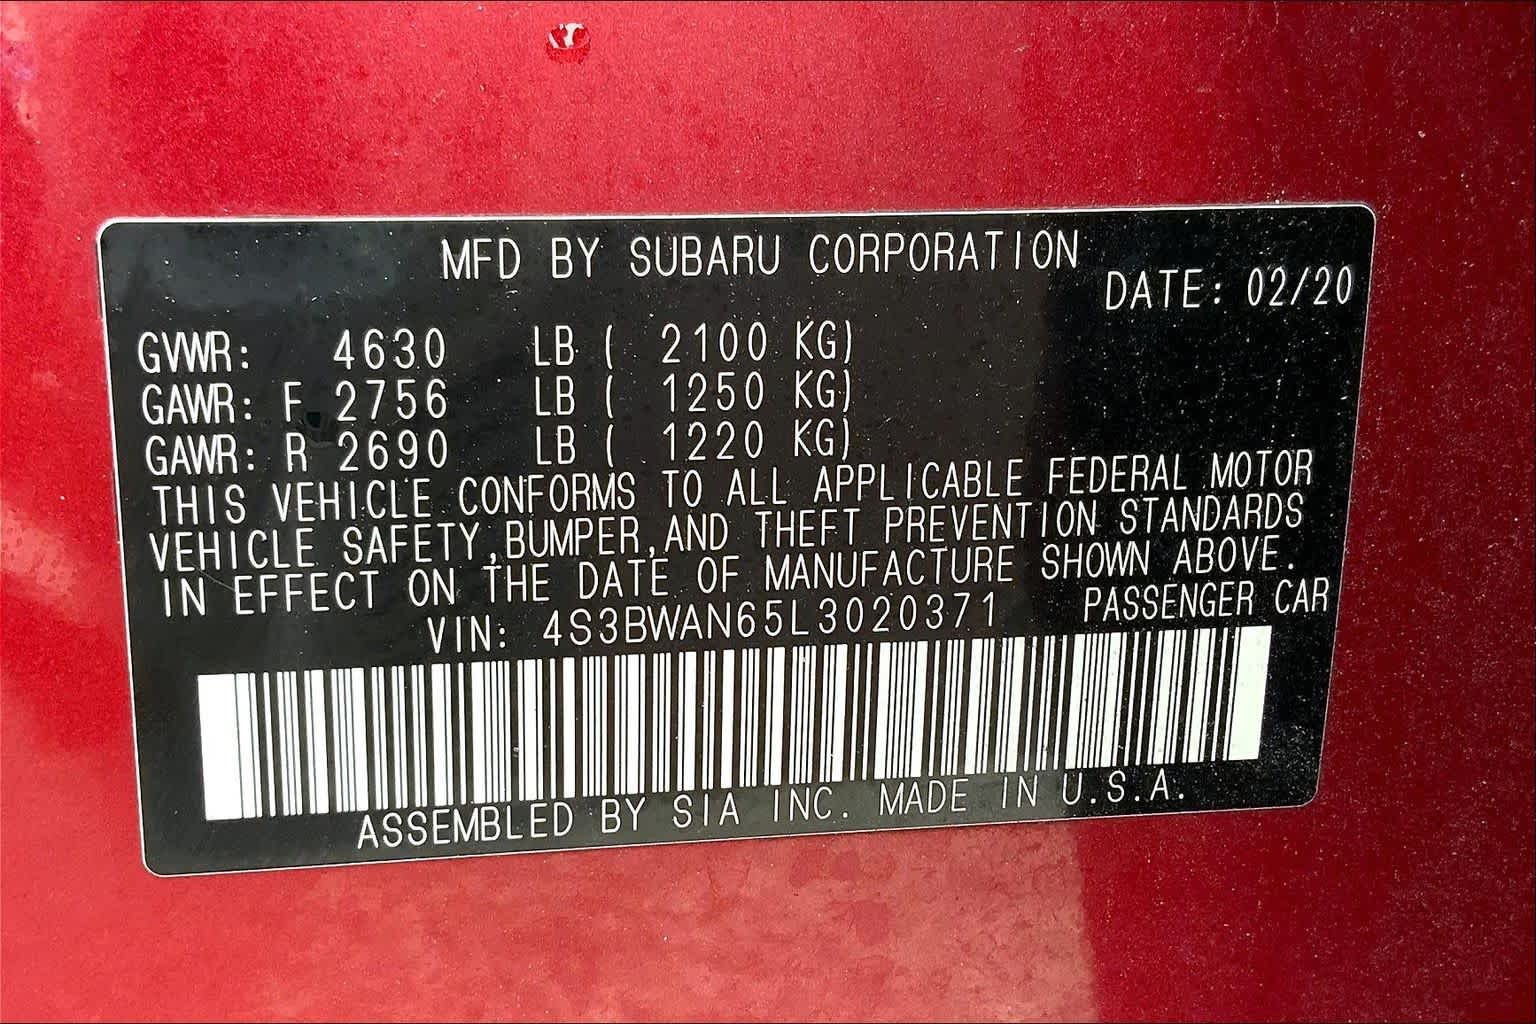 MFD BY SUBARU CORPORATION
DATE: 02/20
GVWR: 4630 LB ( 2100 KG)
GAWR: F 2756 LB ( 1250 KG)
GAWR: R 2690 LB ( 1220 KG)
THIS VEHICLE CONFORMS TO ALL APPLICABLE FEDERAL MOTOR
VEHICLE SAFETY,BUMPER,AND THEFT PREVENTION STANDARDS
IN EFFECT ON THE DATE OF MANUFACTURE SHOWN ABOVE.
VIN: 4S3BWAN65L3020371 PASSENGER CAR
ASSEMBLED BY SIA INC. MADE IN U.S.A.